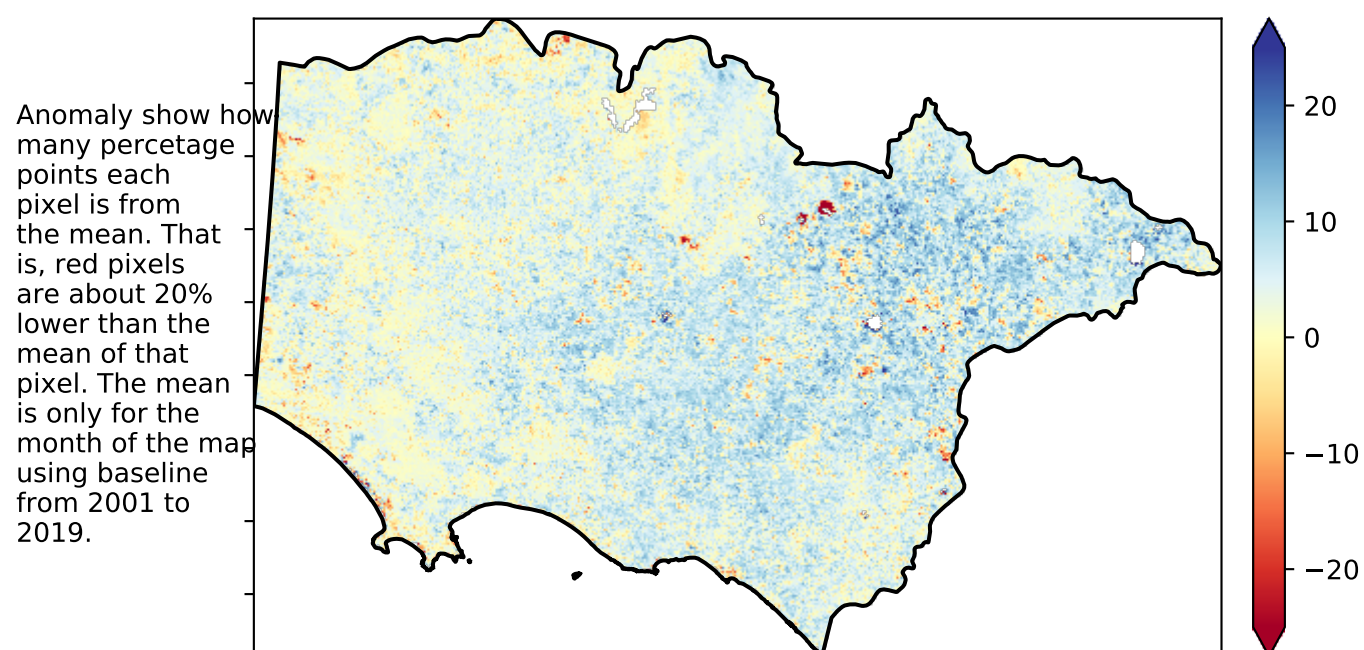 Anomaly show how
many percetage
points each
pixel is from
the mean. That
is, red pixels
are about 20%
lower than the
mean of that
pixel. The mean
is only for the
month of the map
using baseline
from 2001 to
2019.
20
10
0
−10
−20